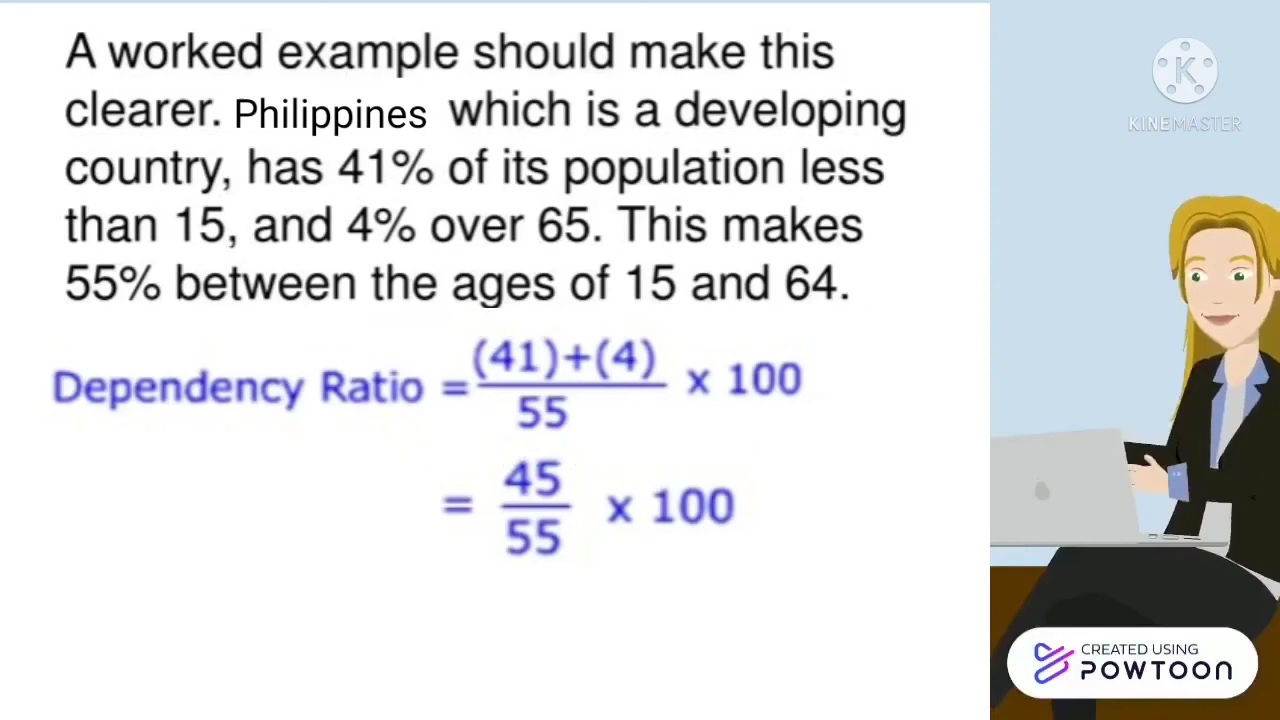 A worked example should make this
clearer. Philippines which is a developing
country, has 41% of its population less
than 15, and 4% over 65. This makes
55% between the ages of 15 and 64.
Dependency Ratio = (41)+(4) / 55 x 100
= 45 / 55 x 100
K
KINEMASTER
CREATED USING
POWTOON